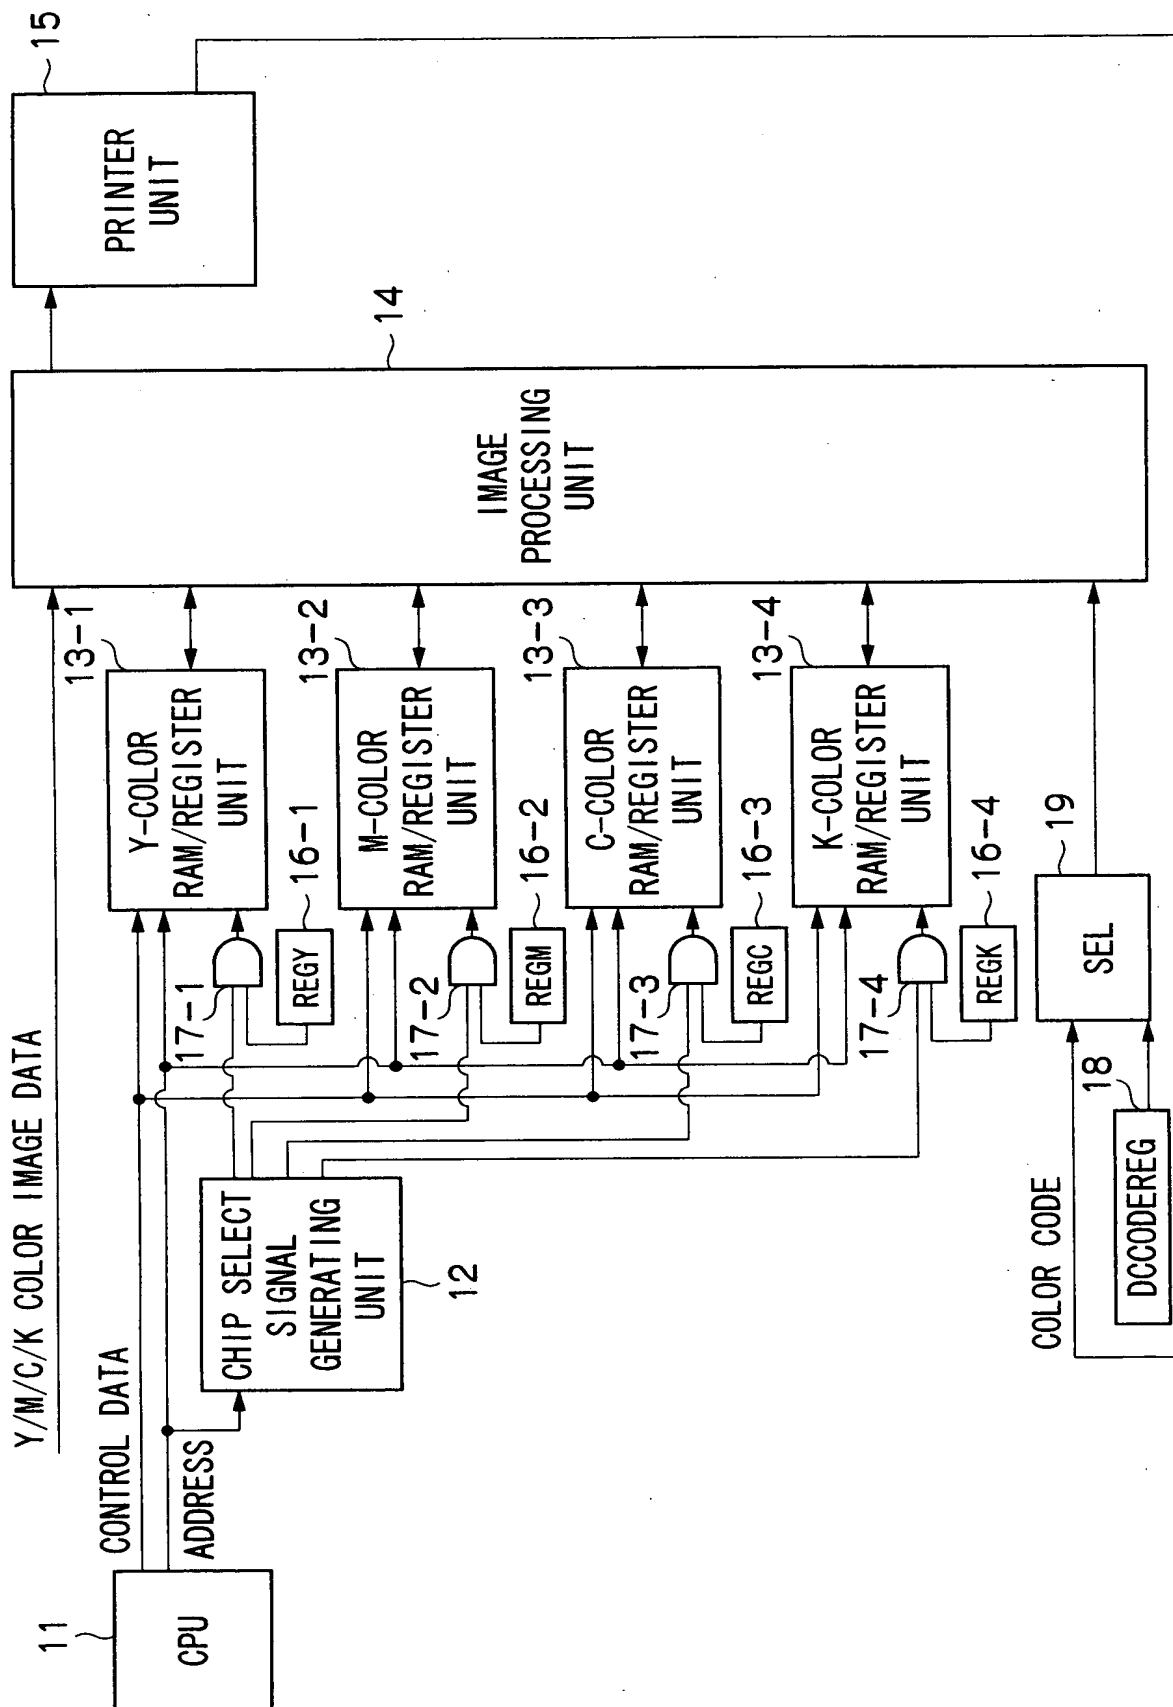 Y/M/C/K COLOR IMAGE DATA
11
CPU
CONTROL DATA
ADDRESS
CHIP SELECT
SIGNAL
GENERATING
UNIT
12
13-1
Y-COLOR
RAM/REGISTER
UNIT
17-1
REGY
16-1
13-2
M-COLOR
RAM/REGISTER
UNIT
17-2
REGM
16-2
13-3
C-COLOR
RAM/REGISTER
UNIT
17-3
REGC
16-3
13-4
K-COLOR
RAM/REGISTER
UNIT
17-4
REGK
16-4
COLOR CODE
DCCODEREG
18
SEL
19
IMAGE
PROCESSING
UNIT
14
PRINTER
UNIT
15